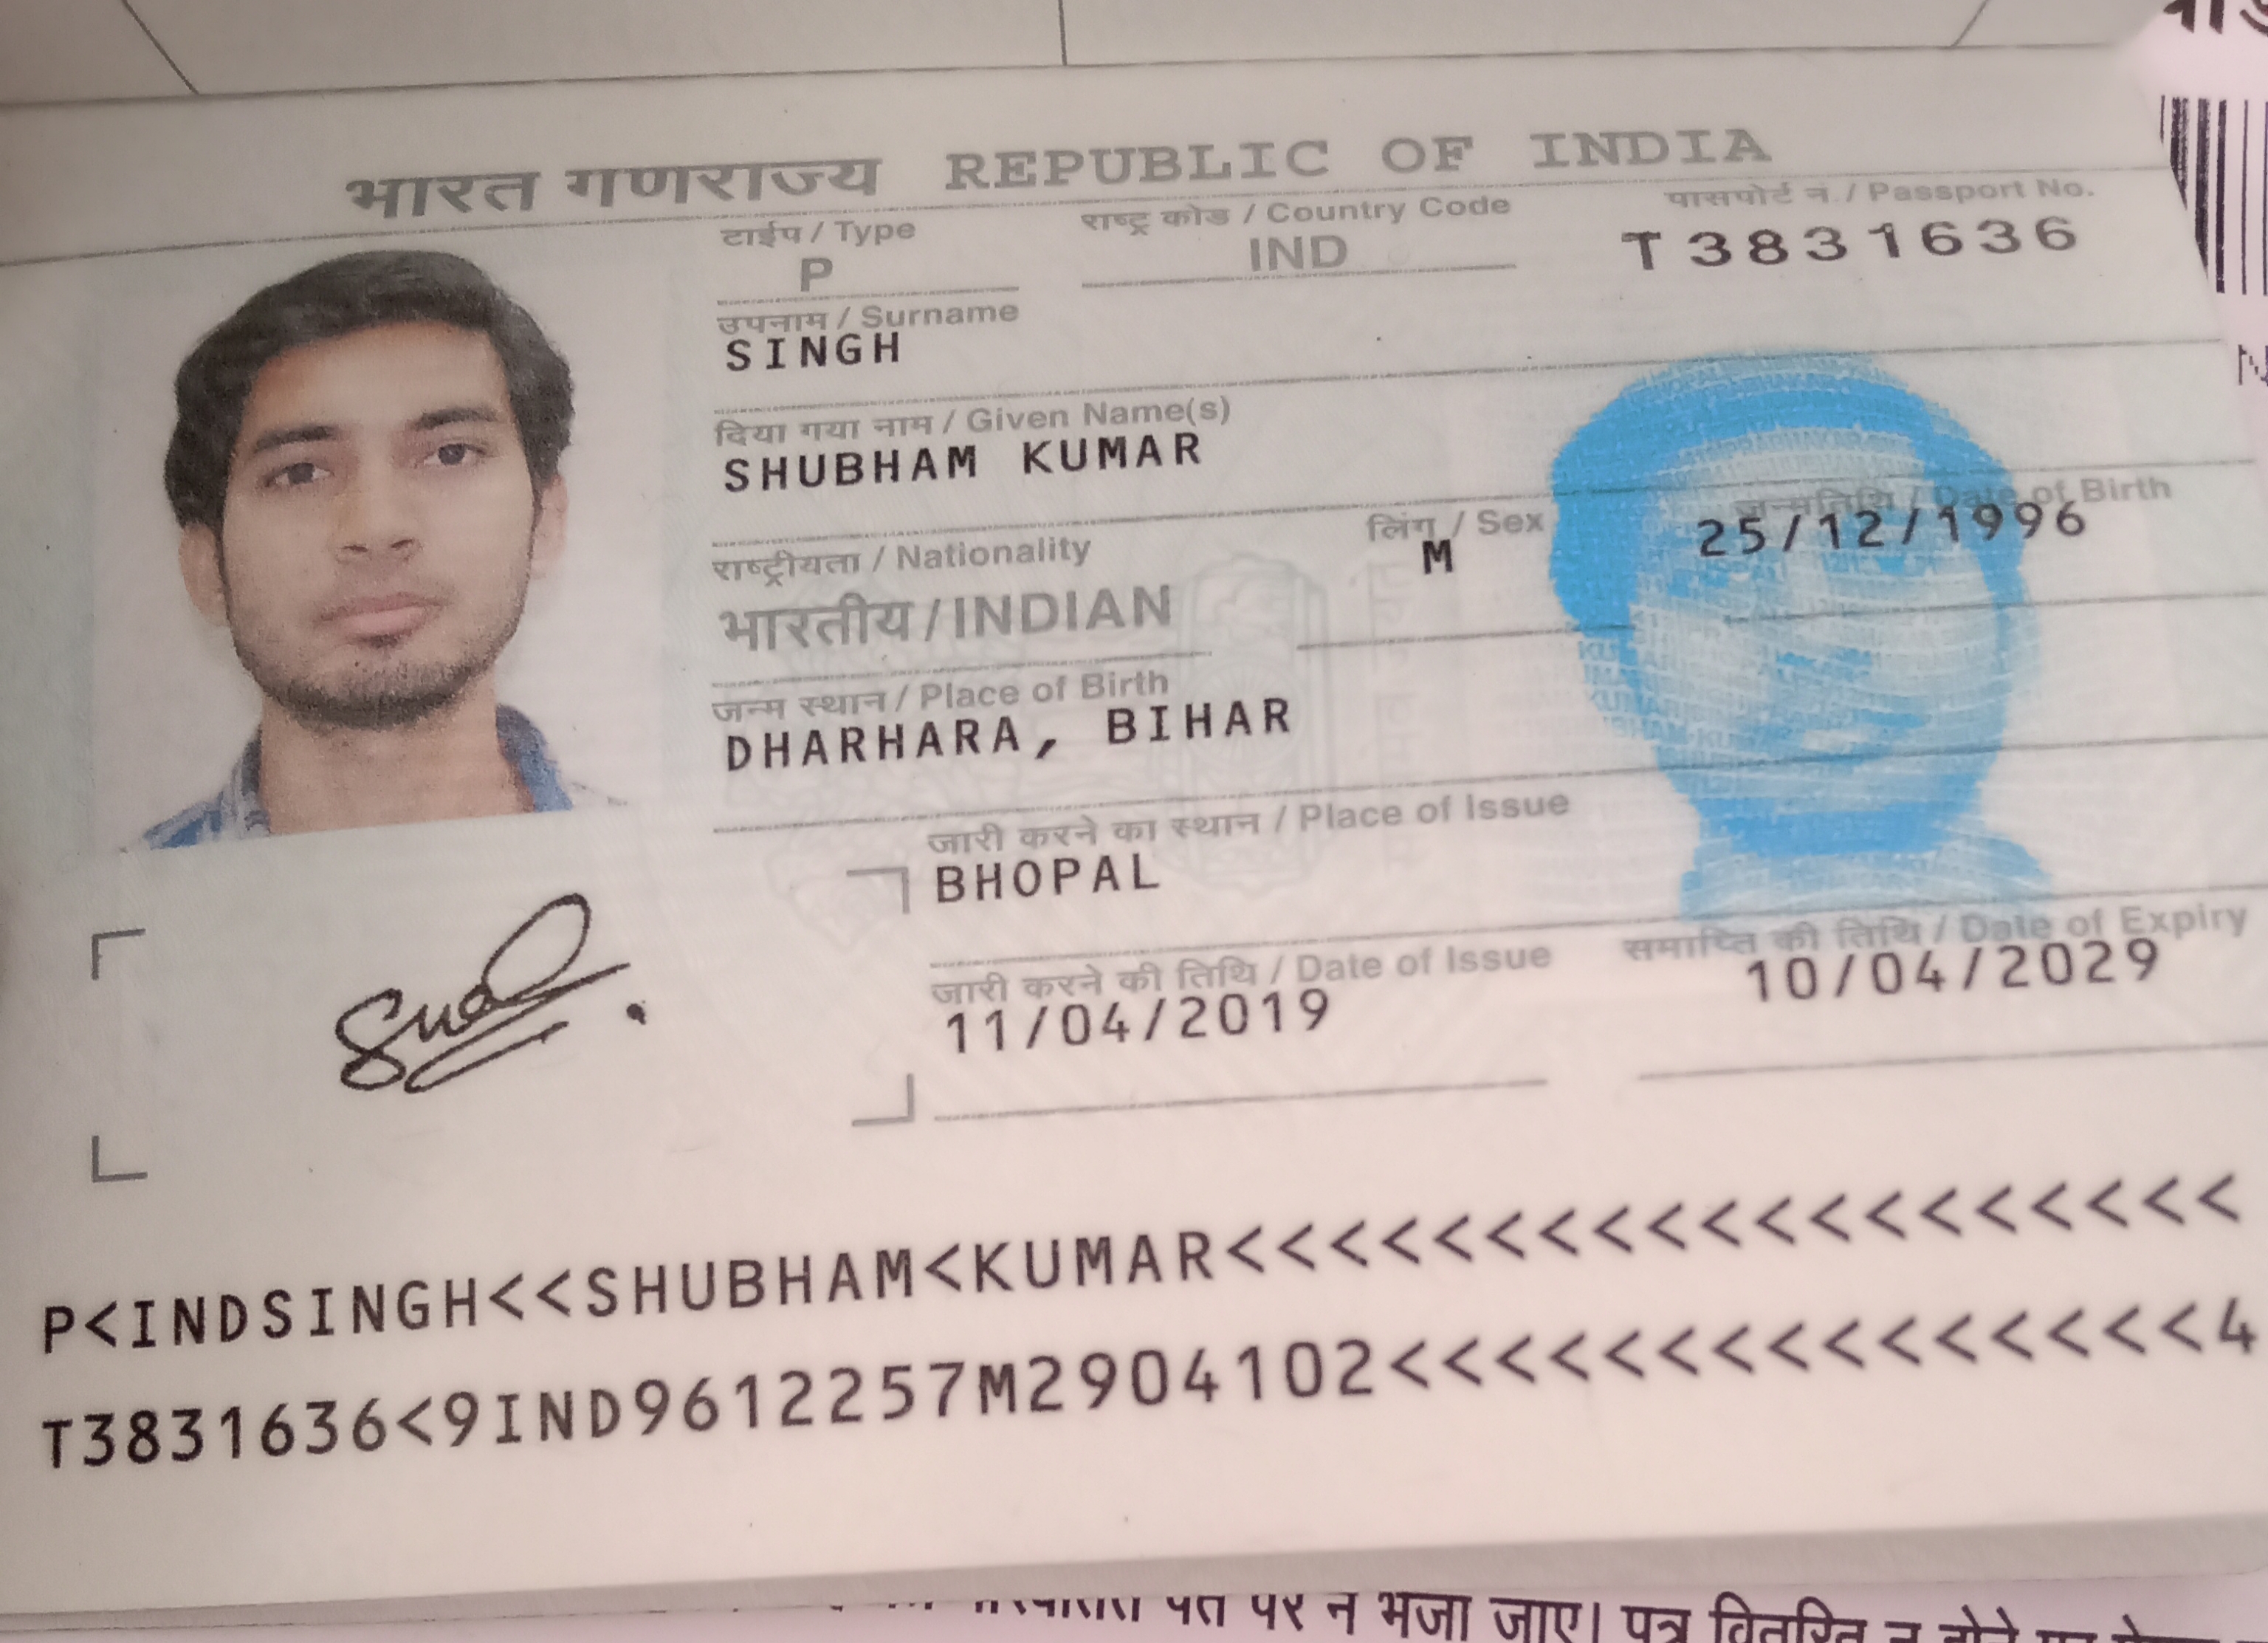 भारत गणराज्य REPUBLIC OF INDIA
टाईप / Type
राष्ट्र कोड / Country Code
पासपोर्ट नं. / Passport No.
P
IND
T3831636
उपनाम / Surname
SINGH
दिया गया नाम / Given Name(s)
SHUBHAM KUMAR
राष्ट्रीयता / Nationality
लिंग / Sex
जन्मतिथि / Date of Birth
भारतीय / INDIAN
M
25/12/1996
जन्म स्थान / Place of Birth
DHARHARA, BIHAR
जारी करने का स्थान / Place of Issue
BHOPAL
जारी करने की तिथि / Date of Issue
समाप्ति की तिथि / Date of Expiry
11/04/2019
10/04/2029
P<INDSINGH<<SHUBHAM<KUMAR<<<<<<<<<<<<<<<<<<<
T3831636<9IND9612257M2904102<<<<<<<<<<<<<<<4
पर न भेजा जाए। पत्र वितरित न होने पर